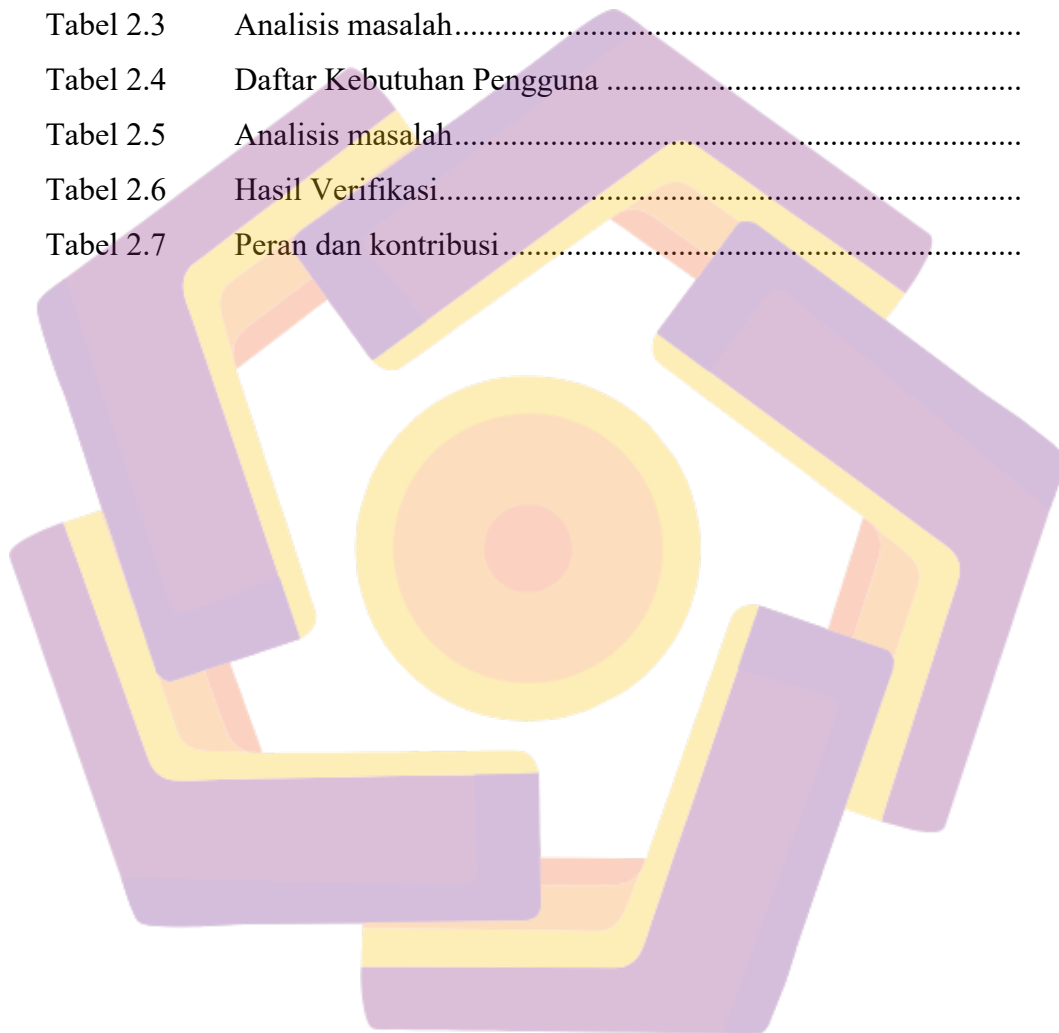 Tabel 2.3 Analisis masalah.......................................................................
Tabel 2.4 Daftar Kebutuhan Pengguna ....................................................
Tabel 2.5 Analisis masalah.......................................................................
Tabel 2.6 Hasil Verifikasi.........................................................................
Tabel 2.7 Peran dan kontribusi.................................................................